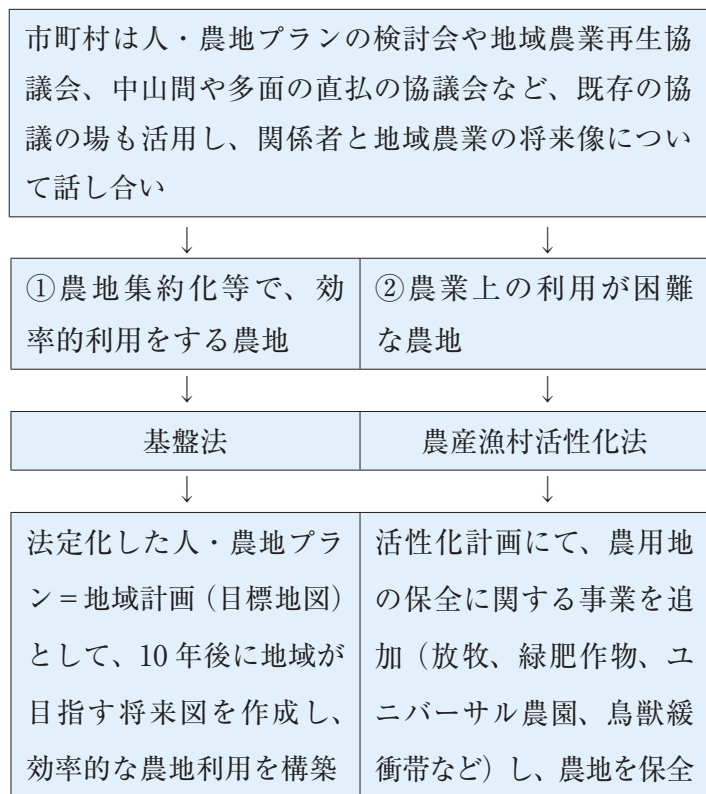 市町村は人・農地プランの検討会や地域農業再生協
議会、中山間や多面の直払の協議会など、既存の協
議の場も活用し、関係者と地域農業の将来像につい
て話し合い
↓ ↓
①農地集約化等で、効
率的利用をする農地
②農業上の利用が困難
な農地
↓ ↓
基盤法
農産漁村活性化法
↓ ↓
法定化した人・農地プラ
ン=地域計画(目標地図)
として、10年後に地域が
目指す将来図を作成し、
効率的な農地利用を構築
活性化計画にて、農用地
の保全に関する事業を追
加(放牧、緑肥作物、ユ
ニバーサル農園、鳥獣緩
衝帯など)し、農地を保全